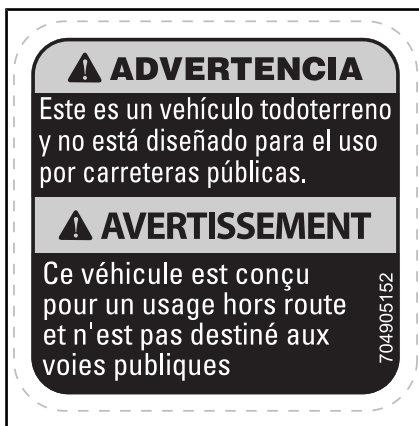 ADVERTENCIA
Este es un vehículo todoterreno
y no está diseñado para el uso
por carreteras públicas.
AVERTISSEMENT
Ce véhicule est conçu
pour un usage hors route
et n'est pas destiné aux
voies publiques
704905152